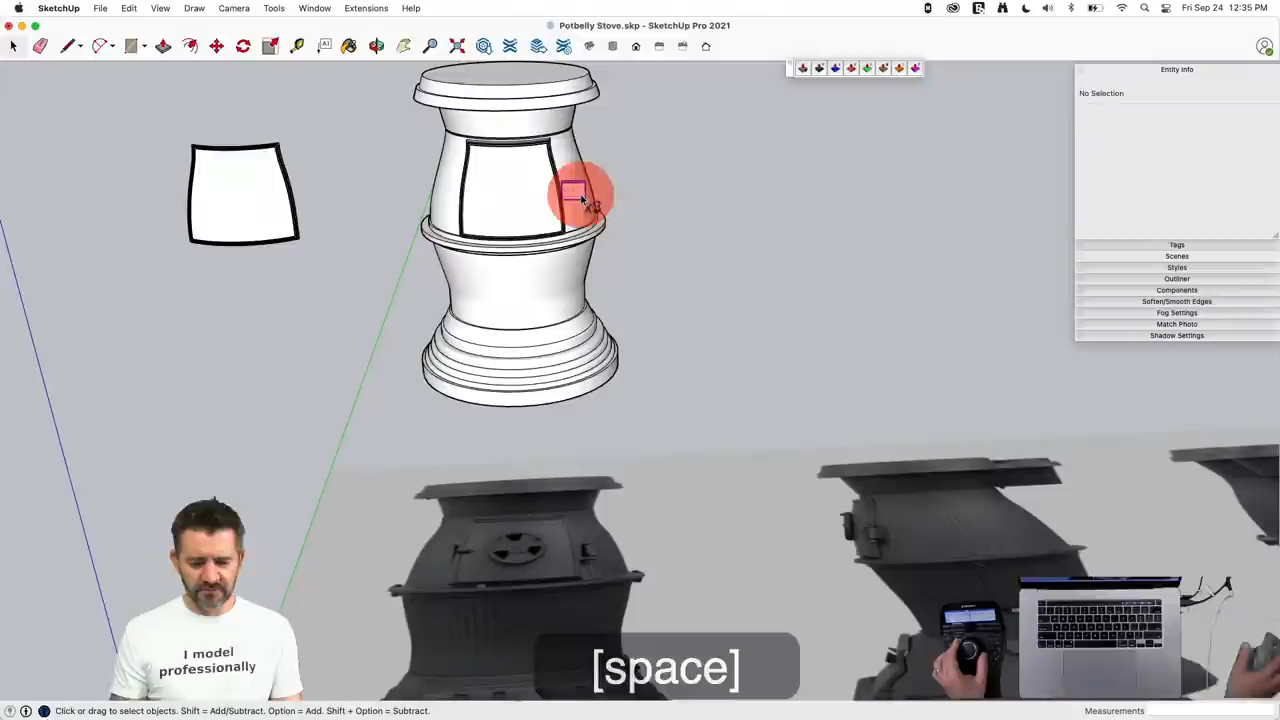 SketchUp File Edit View Draw Camera Tools Window Extensions Help
Fri Sep 24 12:35 PM
Potbelly Stove.skp - SketchUp Pro 2021
Entity Info
No Selection
Tags
Scenes
Styles
Outliner
Components
Soften/Smooth Edges
Fog Settings
Match Photo
Shadow Settings
I model
professionally
[space]
Click or drag to select objects. Shift = Add/Subtract. Option = Add. Shift + Option = Subtract.
Measurements